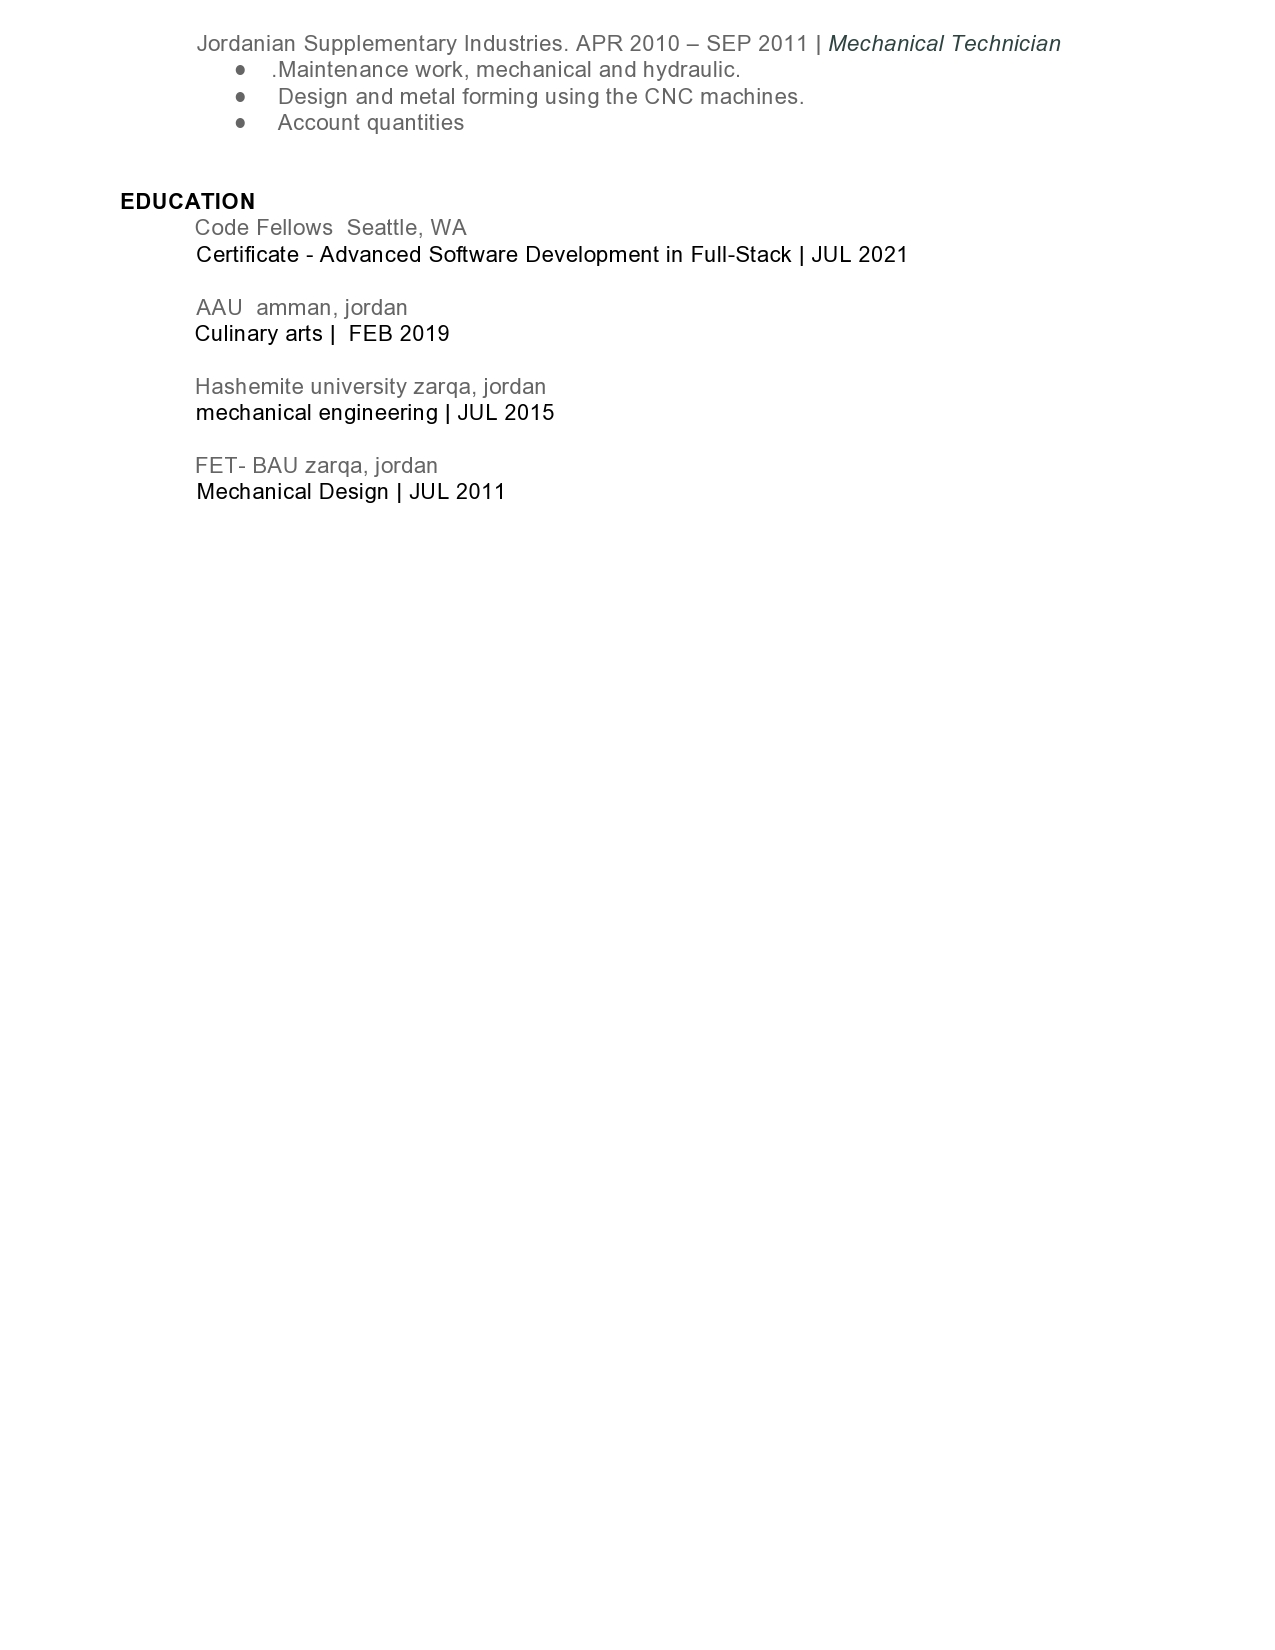 Jordanian Supplementary Industries. APR 2010 – SEP 2011 | Mechanical Technician
● .Maintenance work, mechanical and hydraulic.
● Design and metal forming using the CNC machines.
● Account quantities
EDUCATION
Code Fellows  Seattle, WA
Certificate - Advanced Software Development in Full-Stack | JUL 2021
AAU  amman, jordan
Culinary arts |  FEB 2019
Hashemite university zarqa, jordan
mechanical engineering | JUL 2015
FET- BAU zarqa, jordan
Mechanical Design | JUL 2011